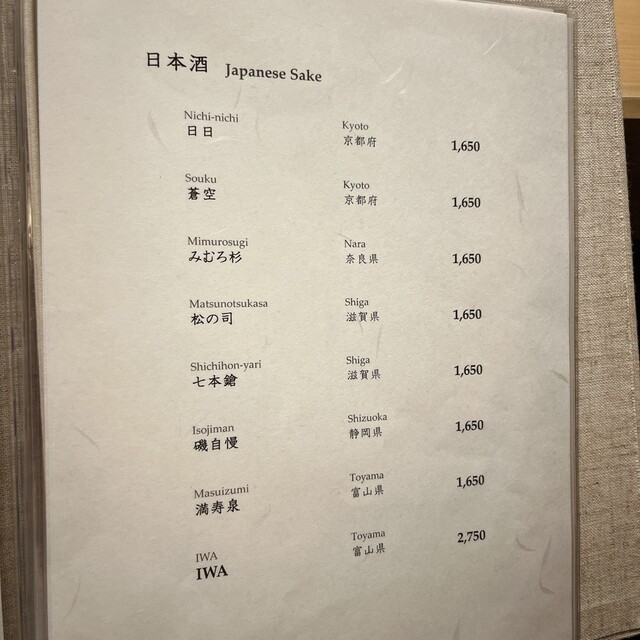 日本酒 Japanese Sake
Nichi-nichi Kyoto
日日 京都府 1,650
Souku Kyoto
蒼空 京都府 1,650
Mimurosugi Nara
みむろ杉 奈良県 1,650
Matsunotsukasa Shiga
松の司 滋賀県 1,650
Shichihon-yari Shiga
七本鎗 滋賀県 1,650
Isojiman Shizuoka
磯自慢 静岡県 1,650
Masuizumi Toyama
満寿泉 富山県 1,650
IWA Toyama
IWA 富山県 2,750